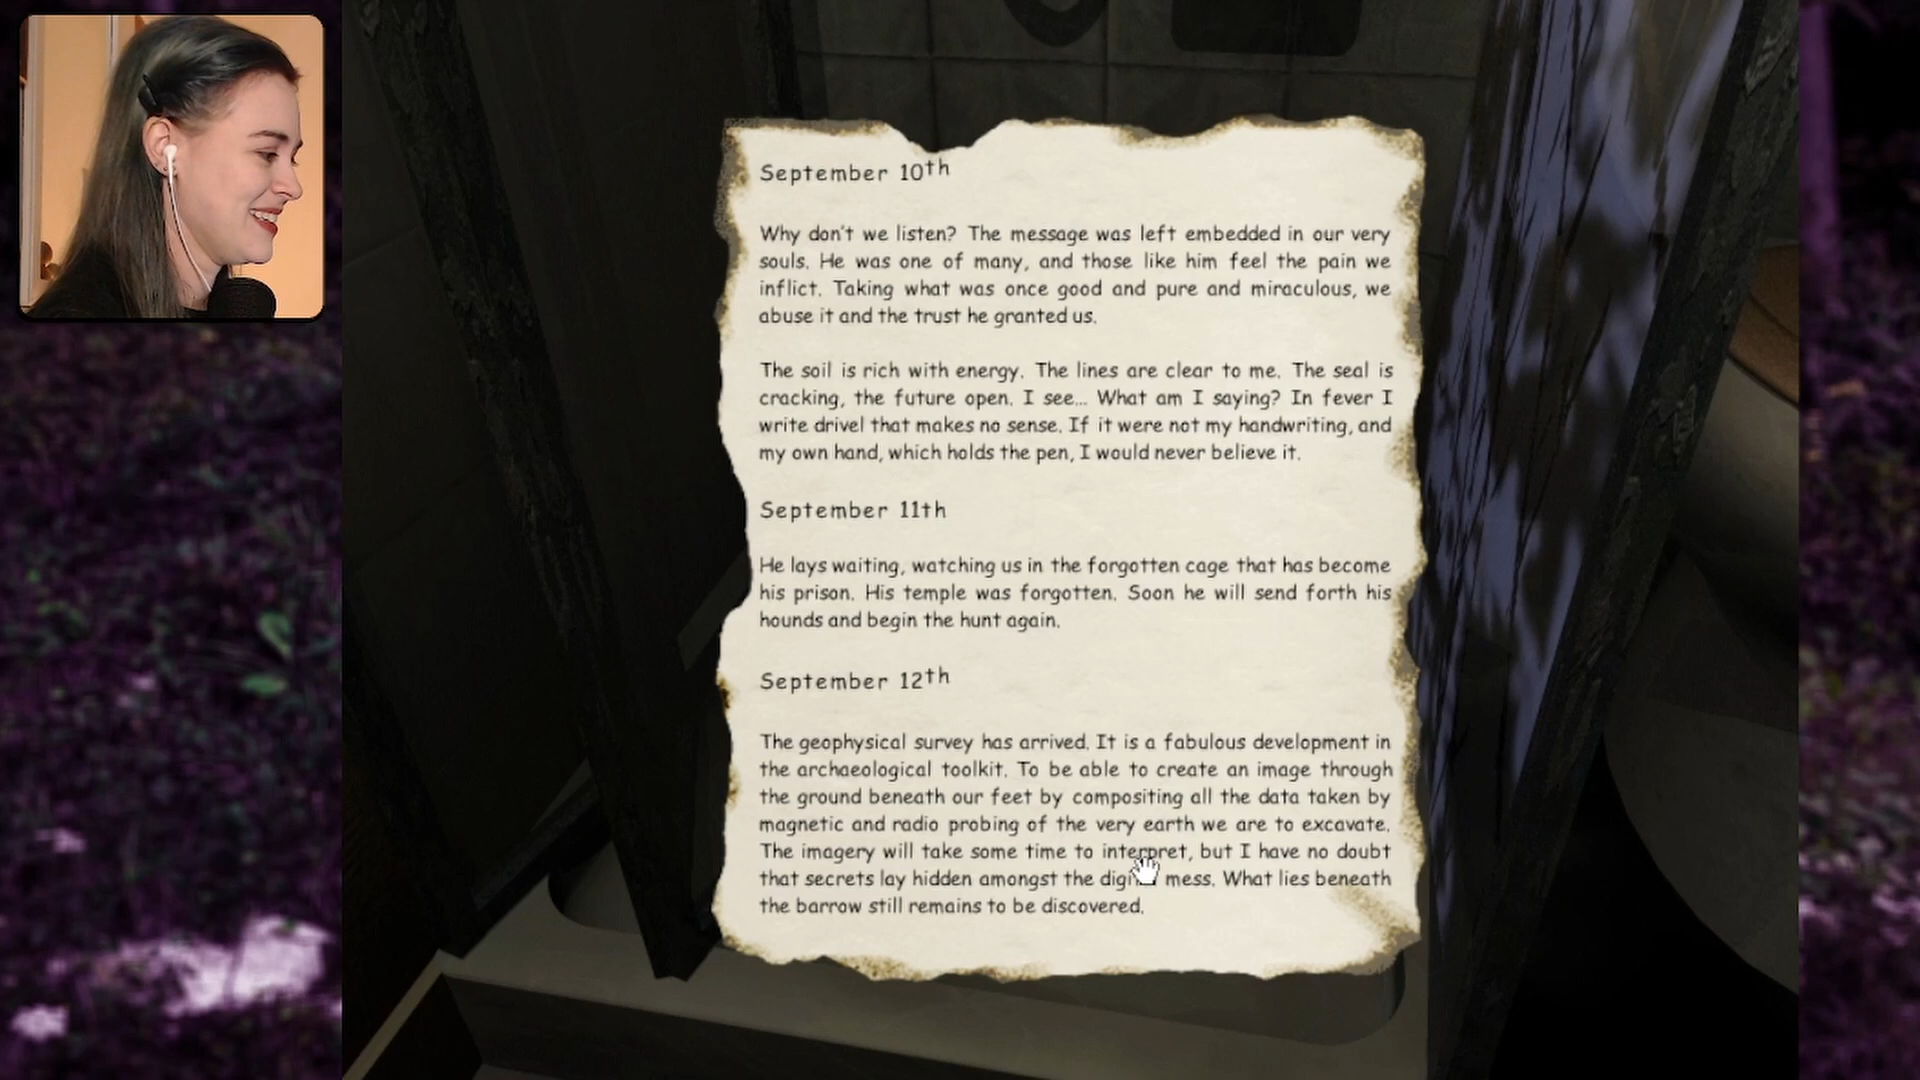 September 10th
Why don't we listen? The message was left embedded in our very
souls. He was one of many, and those like him feel the pain we
inflict. Taking what was once good and pure and miraculous, we
abuse it and the trust he granted us.
The soil is rich with energy. The lines are clear to me. The seal is
cracking, the future open. I see... What am I saying? In fever I
write drivel that makes no sense. If it were not my handwriting, and
my own hand, which holds the pen, I would never believe it.
September 11th
He lays waiting, watching us in the forgotten cage that has become
his prison. His temple was forgotten. Soon he will send forth his
hounds and begin the hunt again.
September 12th
The geophysical survey has arrived. It is a fabulous development in
the archaeological toolkit. To be able to create an image through
the ground beneath our feet by compositing all the data taken by
magnetic and radio probing of the very earth we are to excavate.
The imagery will take some time to interpret, but I have no doubt
that secrets lay hidden amongst the digital mess. What lies beneath
the barrow still remains to be discovered.